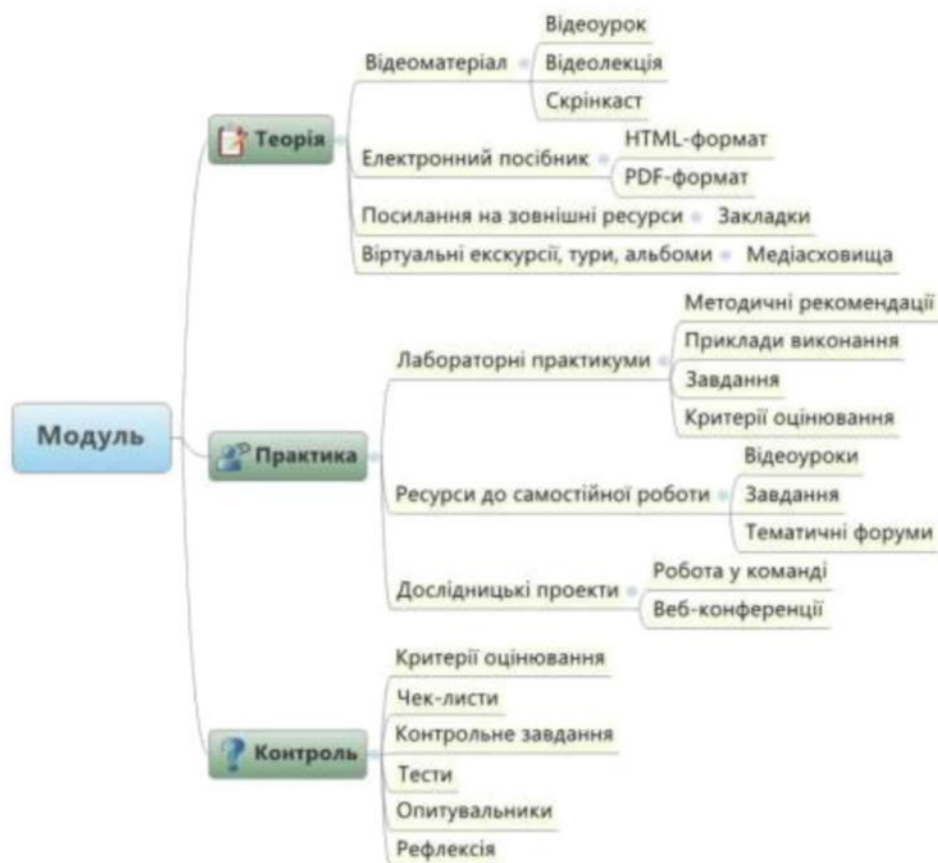 Модуль
Теорія
Відеоматеріал
Відеоурок
Відеолекція
Скрінкаст
Електронний посібник
HTML-формат
PDF-формат
Посилання на зовнішні ресурси
Закладки
Віртуальні екскурсії, тури, альбоми
Медіасховища
Практика
Лабораторні практикуми
Методичні рекомендації
Приклади виконання
Завдання
Критерії оцінювання
Ресурси до самостійної роботи
Відеоуроки
Завдання
Тематичні форуми
Дослідницькі проекти
Робота у команді
Веб-конференції
Контроль
Критерії оцінювання
Чек-листи
Контрольне завдання
Тести
Опитувальники
Рефлексія